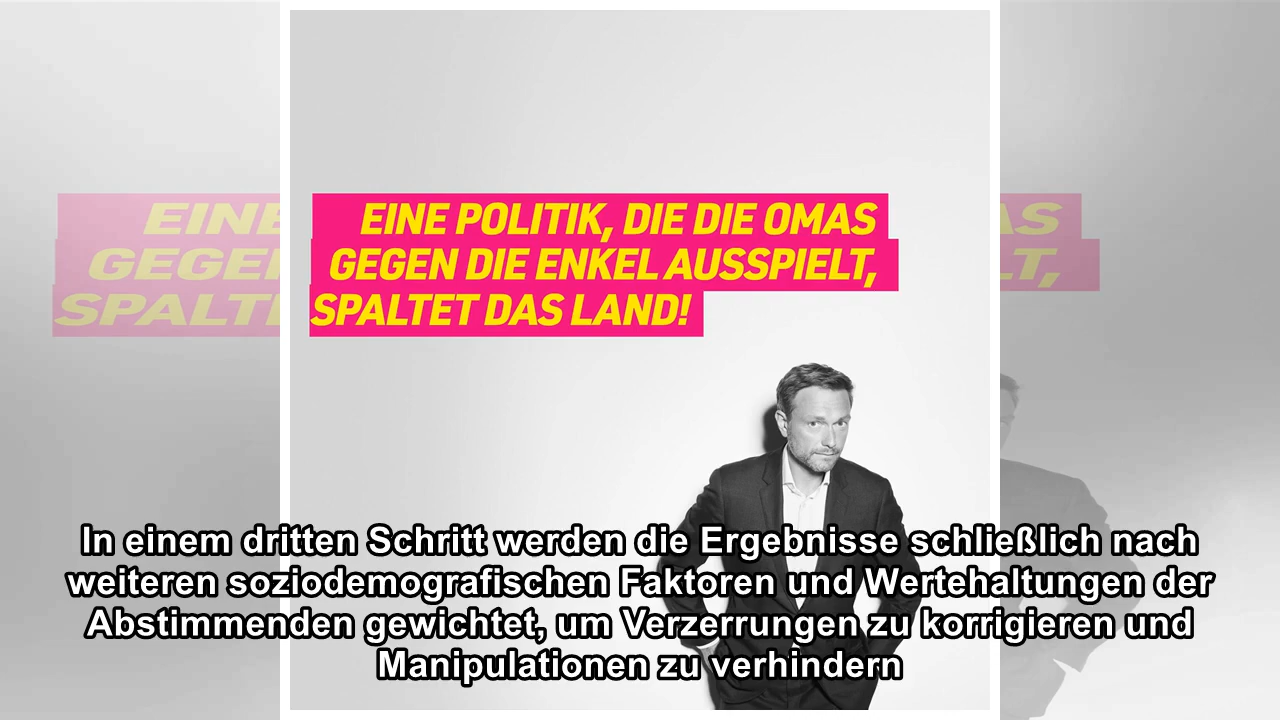 EINE POLITIK, DIE DIE OMAS
GEGEN DIE ENKEL AUSSPIELT,
SPALTET DAS LAND!
In einem dritten Schritt werden die Ergebnisse schließlich nach
weiteren soziodemografischen Faktoren und Wertehaltungen der
Abstimmenden gewichtet, um Verzerrungen zu korrigieren und
Manipulationen zu verhindern